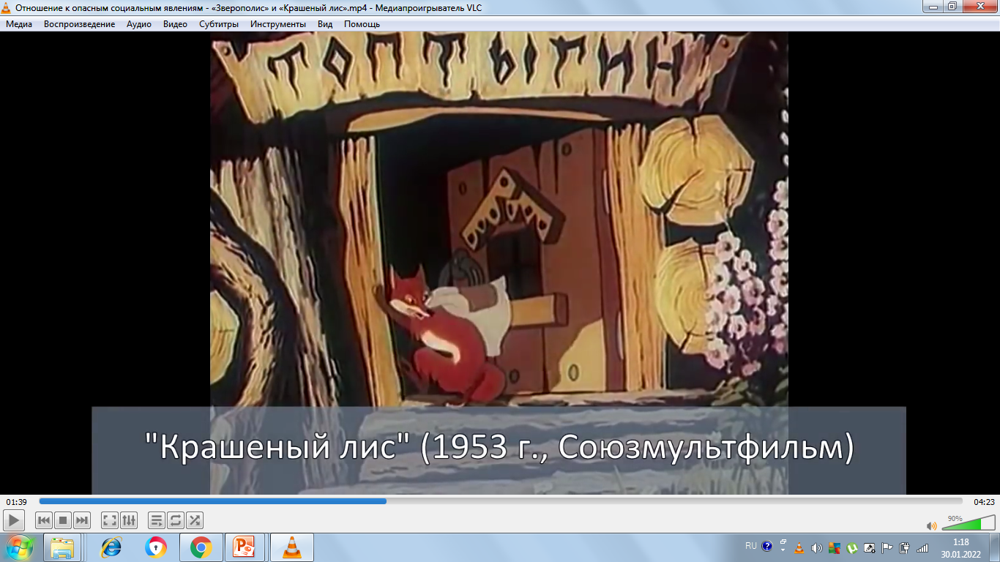 Отношение к опасным социальным явлениям - «Зверополис» и «Крашеный лис».mp4 - Медиапроигрыватель VLC
Медиа Воспроизведение Аудио Видео Субтитры Инструменты Вид Помощь
ТОПТЫГИН
"Крашеный лис" (1953 г., Союзмультфильм)
01:39 04:23
90%
RU 1:18
30.01.2022